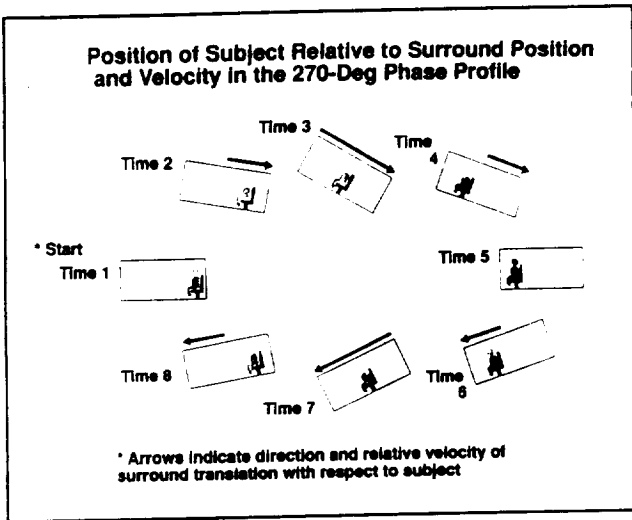 Position of Subject Relative to Surround Position
and Velocity in the 270-Deg Phase Profile
Time 3
Time
4
Time 2
* Start
Time 1
Time 5
Time 8
Time 7
Time
6
* Arrows indicate direction and relative velocity of
surround translation with respect to subject